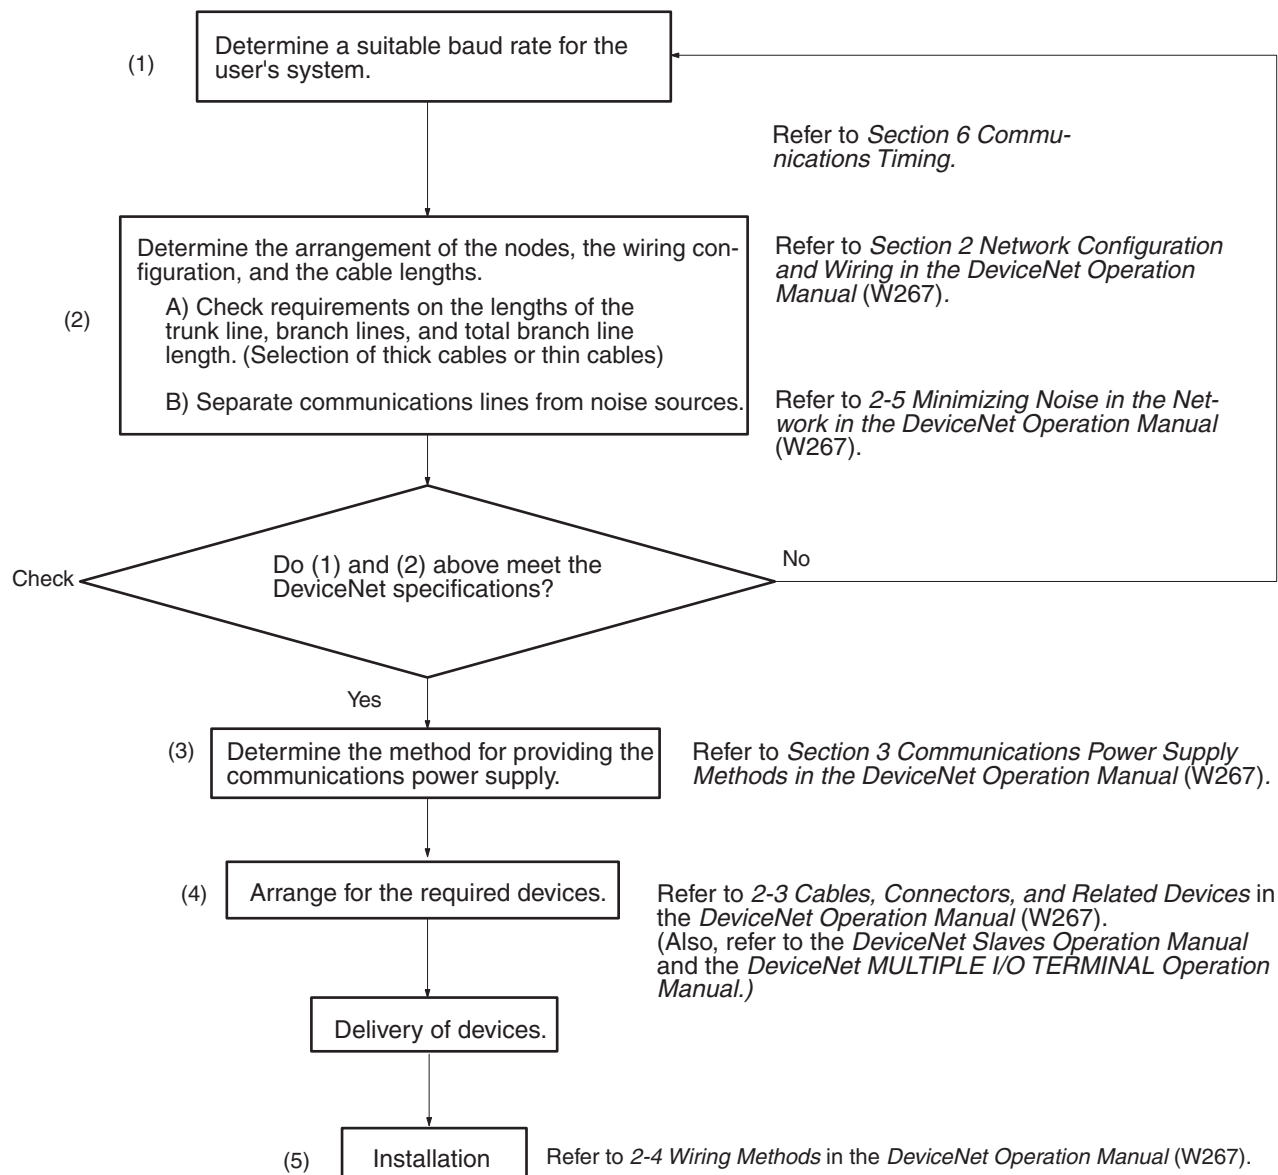 (1)
Determine a suitable baud rate for the
user's system.
Refer to Section 6 Commu-
nications Timing.
(2)
Determine the arrangement of the nodes, the wiring con-
figuration, and the cable lengths.
A) Check requirements on the lengths of the
trunk line, branch lines, and total branch line
length. (Selection of thick cables or thin cables)
B) Separate communications lines from noise sources.
Refer to Section 2 Network Configuration
and Wiring in the DeviceNet Operation
Manual (W267).
Refer to 2-5 Minimizing Noise in the Net-
work in the DeviceNet Operation Manual
(W267).
Check
Do (1) and (2) above meet the
DeviceNet specifications?
No
Yes
(3)
Determine the method for providing the
communications power supply.
Refer to Section 3 Communications Power Supply
Methods in the DeviceNet Operation Manual (W267).
(4)
Arrange for the required devices.
Refer to 2-3 Cables, Connectors, and Related Devices in
the DeviceNet Operation Manual (W267).
(Also, refer to the DeviceNet Slaves Operation Manual
and the DeviceNet MULTIPLE I/O TERMINAL Operation
Manual.)
Delivery of devices.
(5)
Installation
Refer to 2-4 Wiring Methods in the DeviceNet Operation Manual (W267).